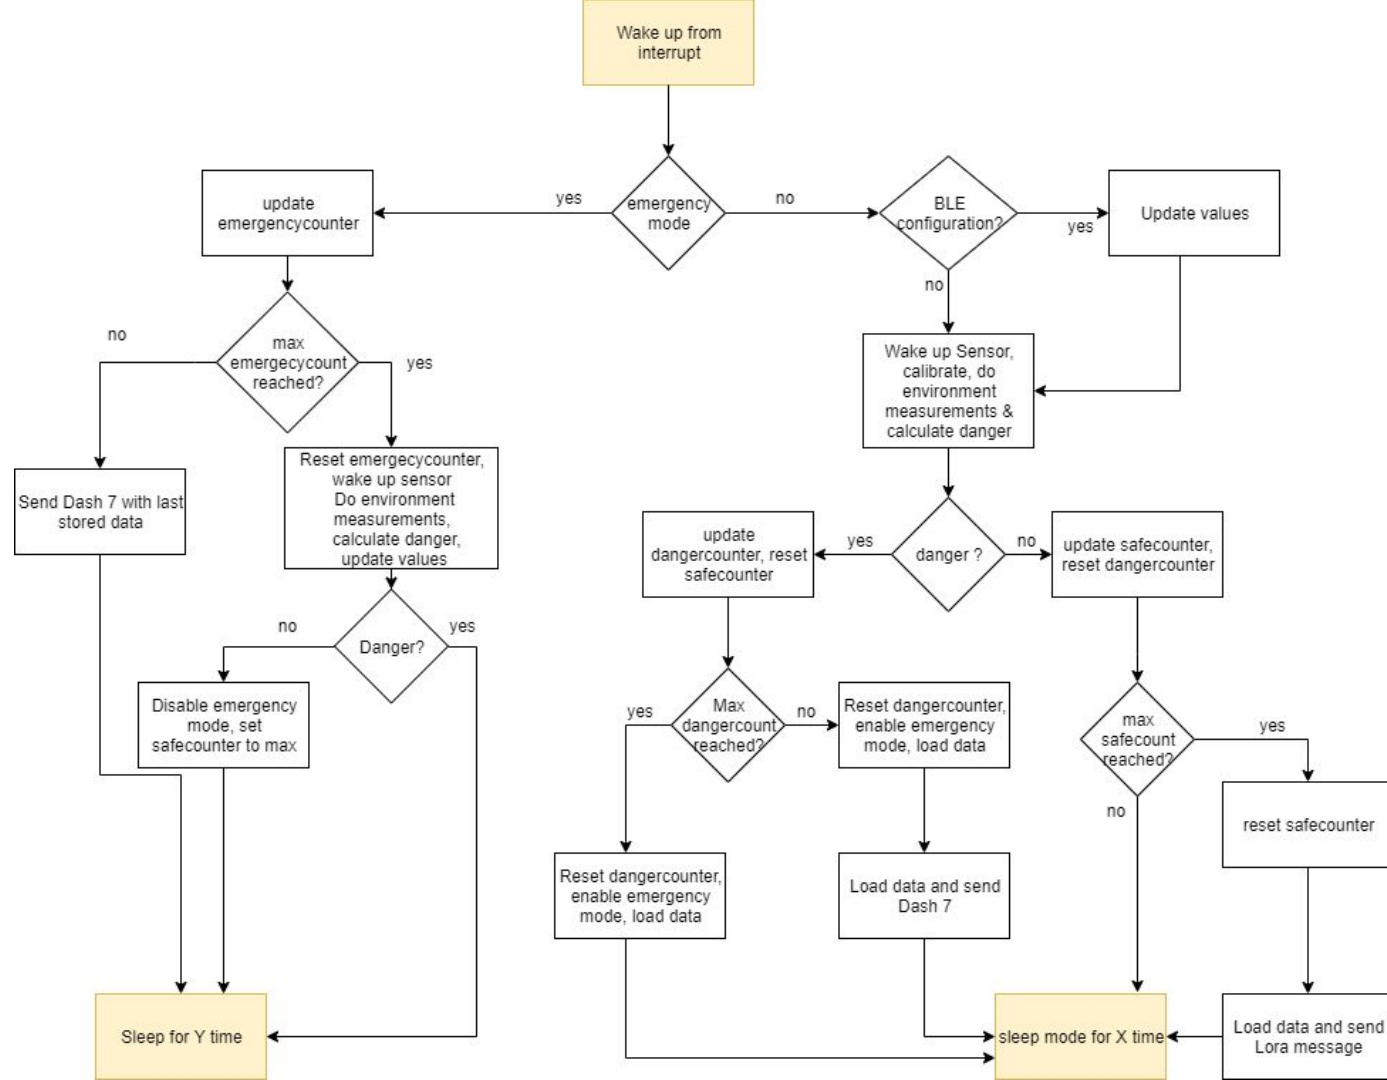 Wake up from
interrupt
update
emergencycounter
yes
emergency
mode
no
BLE
configuration?
yes
Update values
no
no
max
emergecycount
reached?
yes
Wake up Sensor,
calibrate, do
environment
measurements &
calculate danger
Send Dash 7 with last
stored data
Reset emergecycounter,
wake up sensor
Do environment
measurements,
calculate danger,
update values
update
dangercounter, reset
safecounter
yes
danger ?
no
update safecounter,
reset dangercounter
no
Danger?
yes
Disable emergency
mode, set
safecounter to max
yes
Max
dangercount
reached?
no
Reset dangercounter,
enable emergency
mode, load data
max
safecount
reached?
yes
no
reset safecounter
Reset dangercounter,
enable emergency
mode, load data
Load data and send
Dash 7
Sleep for Y time
sleep mode for X time
Load data and send
Lora message